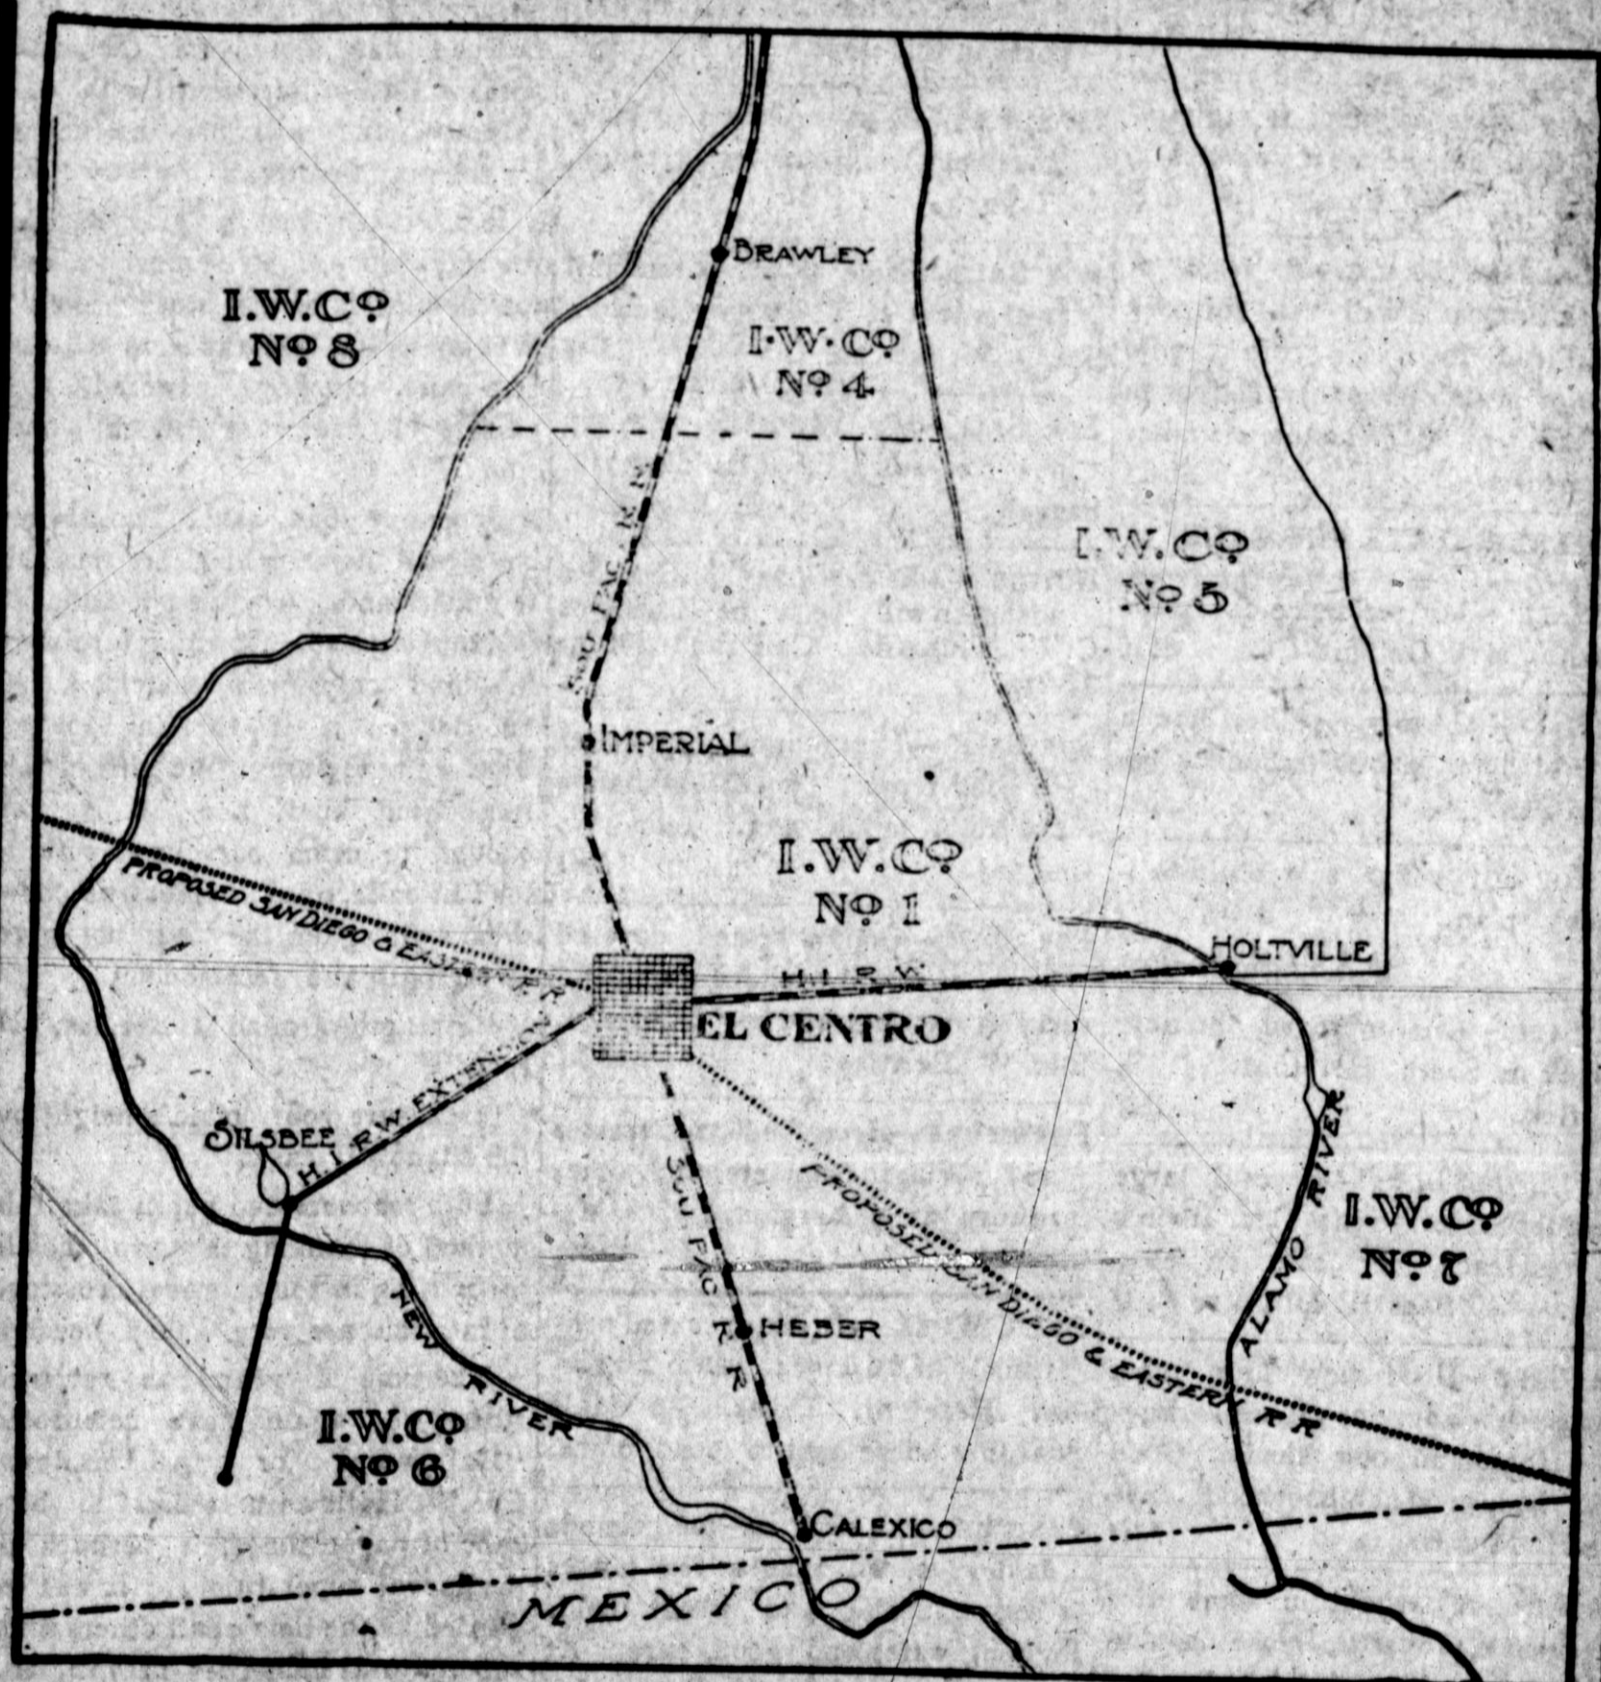 BRAWLEY
I.W.Co
No 8
I.W.Co
No 4
SOU PAC R R
I.W.Co
No 5
IMPERIAL
I.W.Co
No 1
PROPOSED SAN DIEGO & EASTERN R R
HOLTVILLE
H. I. R. W.
EL CENTRO
H. I. R. W. EXTENSION
SILSBEE
ALAMO RIVER
SOU PAC R R
PROPOSED SAN DIEGO & EASTERN R R
I.W.Co
No 7
NEW RIVER
HEBER
I.W.Co
No 6
CALEXICO
MEXICO